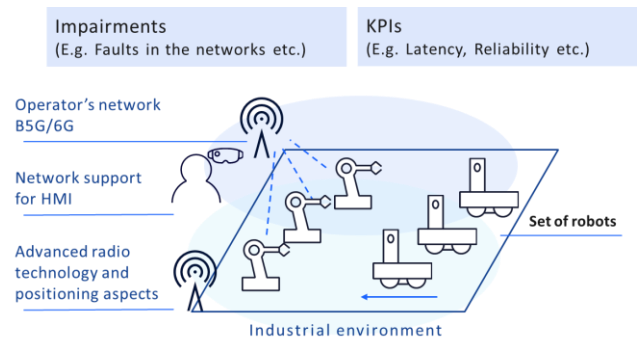 Impairments
(E.g. Faults in the networks etc.)
KPIs
(E.g. Latency, Reliability etc.)
Operator's network
B5G/6G
Network support
for HMI
Advanced radio
technology and
positioning aspects
Set of robots
Industrial environment